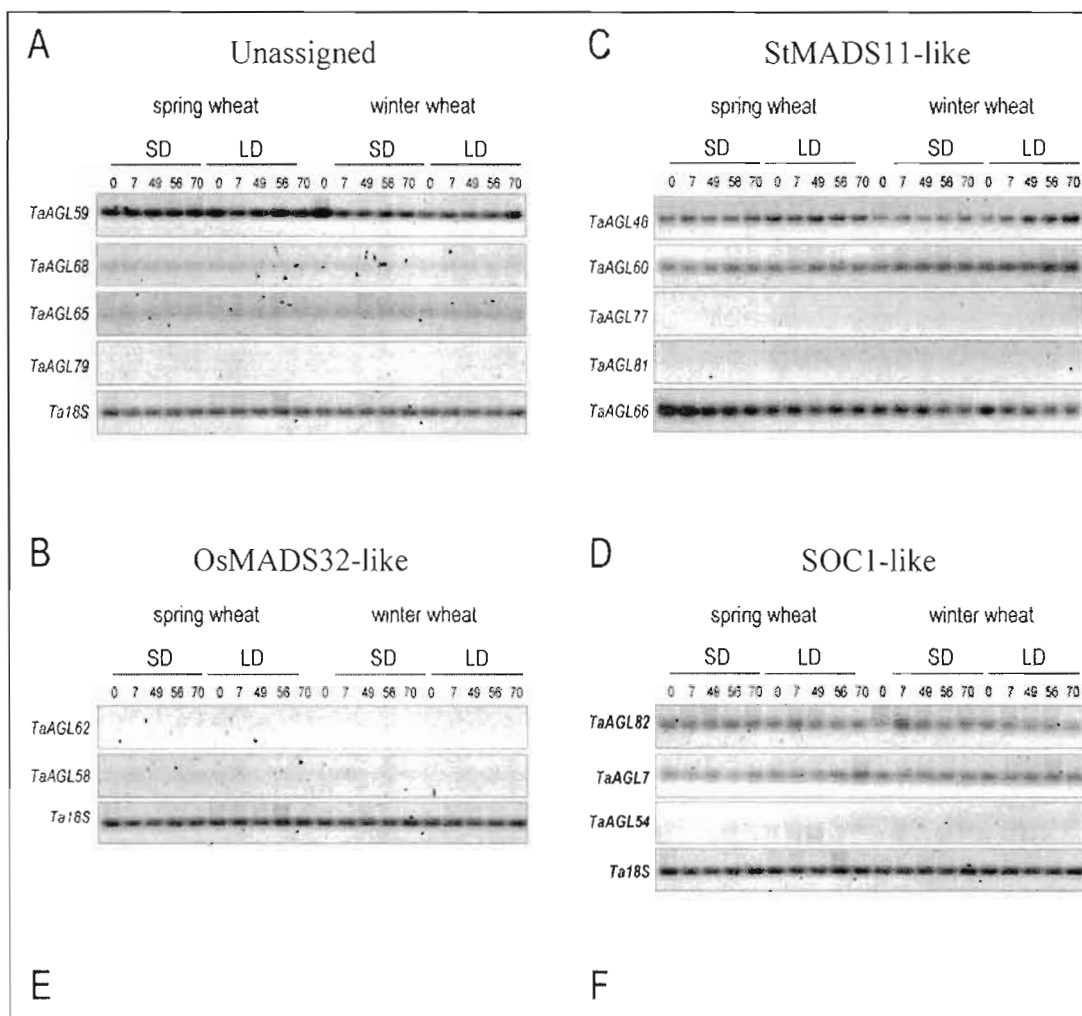 A
Unassigned
spring wheat winter wheat
SD LD SD LD
0 7 49 56 70 0 7 49 56 70 0 7 49 56 70 0 7 49 56 70
TaAGL59
TaAGL68
TaAGL65
TaAGL79
Ta18S
B
OsMADS32-like
spring wheat winter wheat
SD LD SD LD
0 7 49 56 70 0 7 49 56 70 0 7 49 56 70 0 7 49 56 70
TaAGL62
TaAGL58
Ta18S
C
StMADS11-like
spring wheat winter wheat
SD LD SD LD
0 7 49 56 70 0 7 49 56 70 0 7 49 56 70 0 7 49 56 70
TaAGL48
TaAGL60
TaAGL77
TaAGL81
TaAGL66
D
SOC1-like
spring wheat winter wheat
SD LD SD LD
0 7 49 56 70 0 7 49 56 70 0 7 49 56 70 0 7 49 56 70
TaAGL82
TaAGL7
TaAGL54
Ta18S
E
F